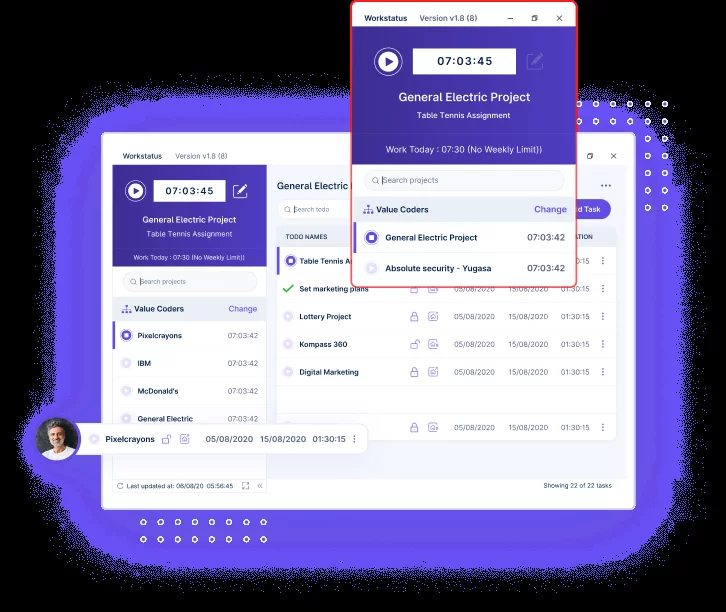 Workstatus Version v1.8 (8)
07:03:45
General Electric Project
Table Tennis Assignment
Work Today : 07:30 (No Weekly Limit))
Search projects
Value Coders Change
General Electric Project 07:03:42
Absolute security - Yugasa 07:03:42
Workstatus Version v1.8 (8)
07:03:45
General Electric Project
Table Tennis Assignment
Work Today : 07:30 (No Weekly Limit))
Search projects
Value Coders Change
Pixelcrayons 07:03:42
IBM 07:03:42
McDonald's 07:03:42
General Electric 07:03:42
Last updated at: 06/08/20 05:56:45
General Electric
Search todo
Task
TODO NAMES
Table Tennis 30:15
Set marketing plans 05/08/2020 15/08/2020 01:30:15
Lottery Project 05/08/2020 15/08/2020 01:30:15
Kompass 360 05/08/2020 15/08/2020 01:30:15
Digital Marketing 05/08/2020 15/08/2020 01:30:15
05/08/2020 15/08/2020 01:30:15
Pixelcrayons 05/08/2020 15/08/2020 01:30:15
Showing 22 of 22 tasks